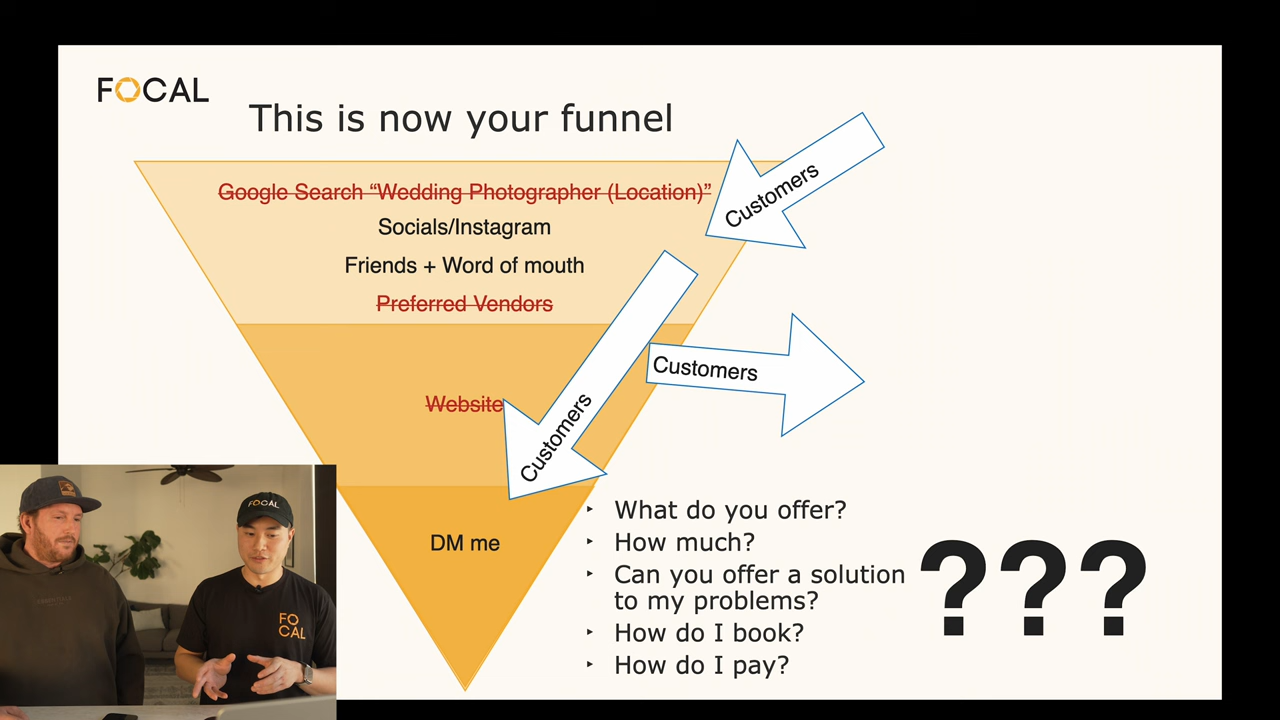 FOCAL
This is now your funnel
Google Search “Wedding Photographer (Location)”
Socials/Instagram
Friends + Word of mouth
Preferred Vendors
Customers
Customers
Website
Customers
DM me
‣ What do you offer?
‣ How much?
‣ Can you offer a solution
to my problems?
‣ How do I book?
‣ How do I pay?
???
FOCAL
FO
CAL